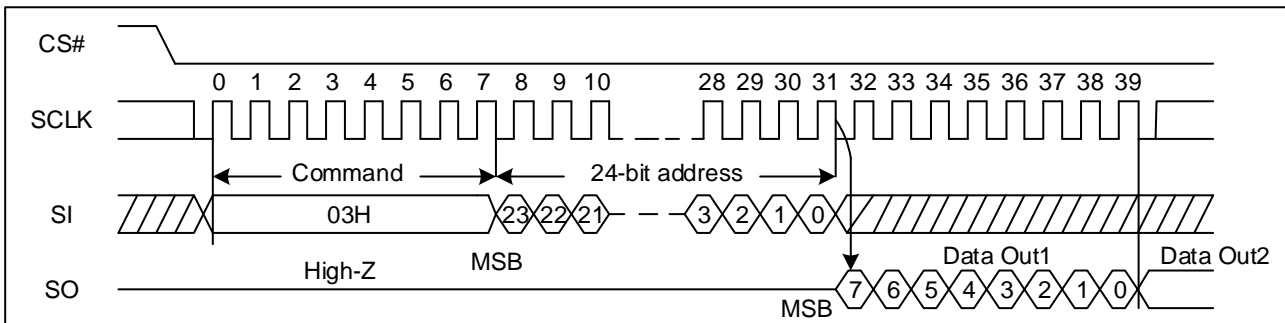 CS#
0 1 2 3 4 5 6 7 8 9 10 28 29 30 31 32 33 34 35 36 37 38 39
SCLK
Command 24-bit address
SI 03H 23 22 21 3 2 1 0
High-Z MSB Data Out1 Data Out2
SO MSB 7 6 5 4 3 2 1 0